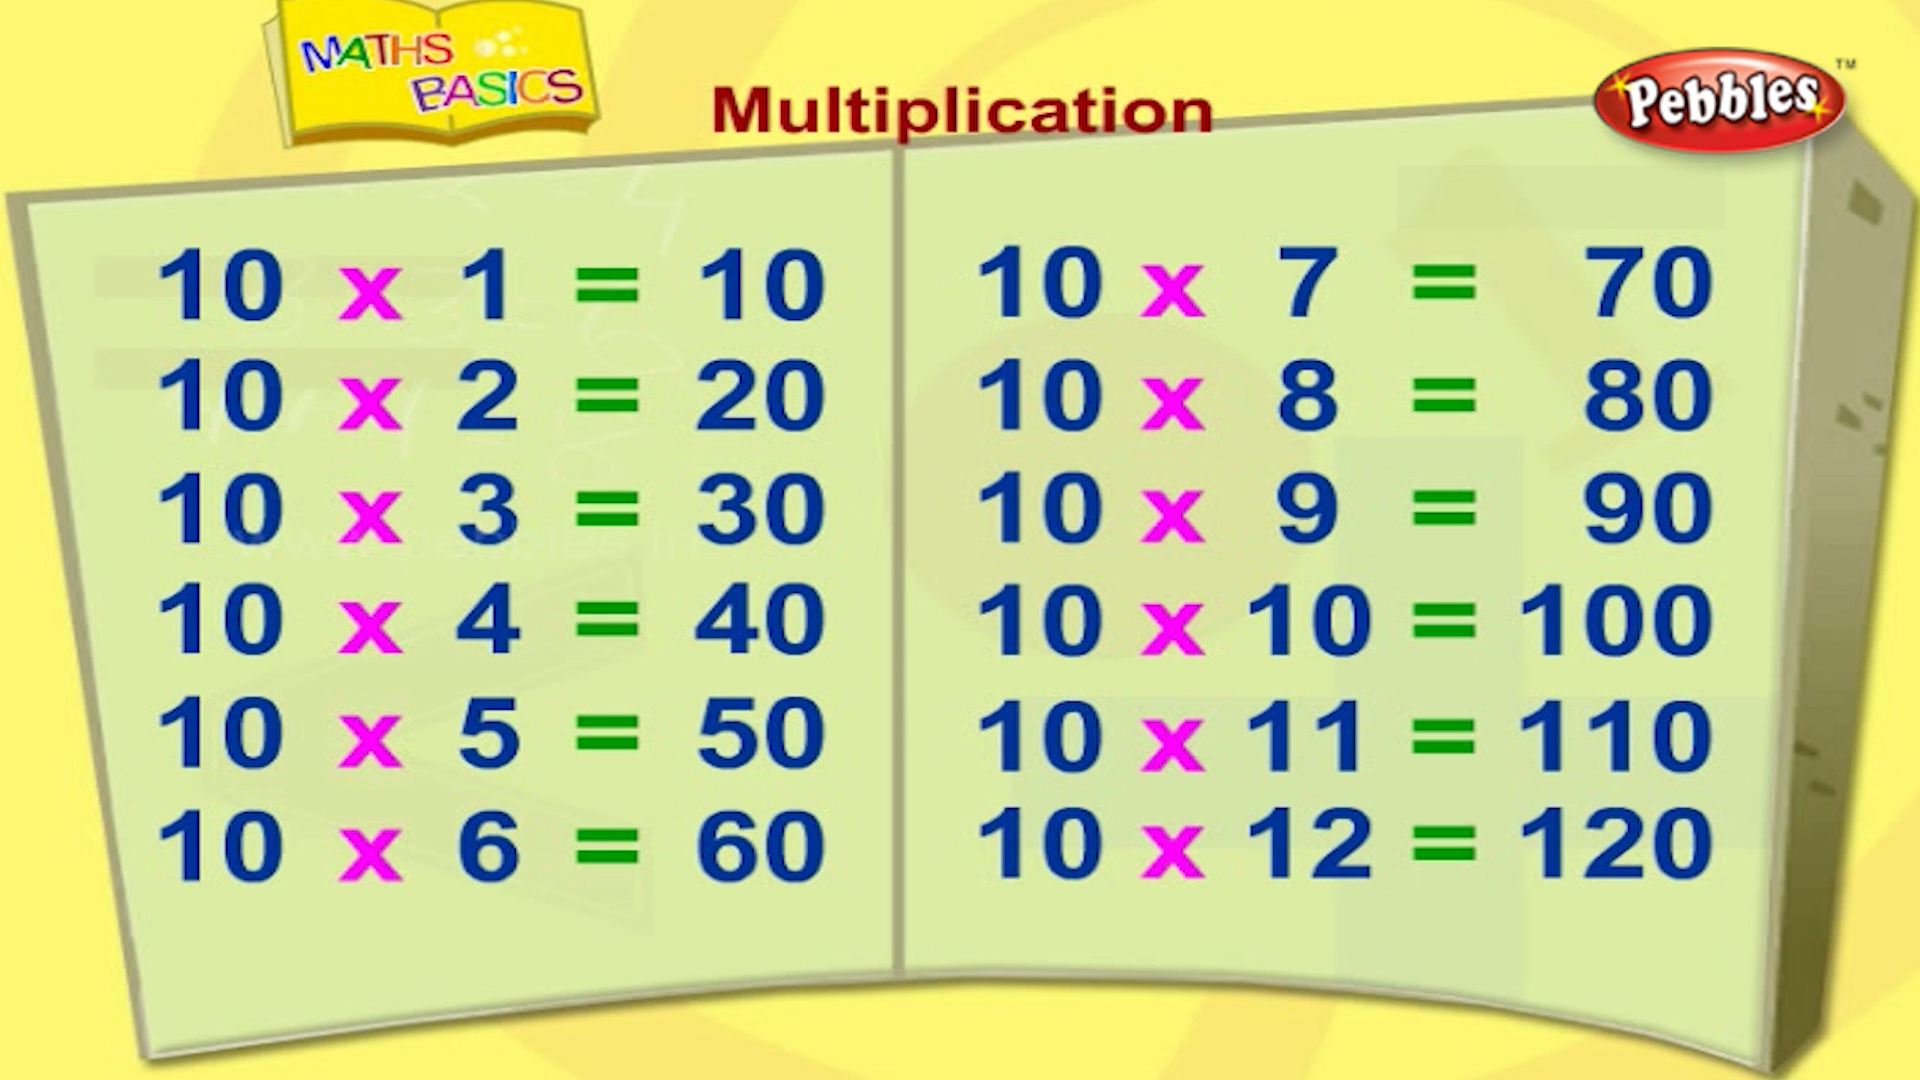 MATHS
BASICS
Multiplication
Pebbles™
10 x 1 = 10
10 x 2 = 20
10 x 3 = 30
10 x 4 = 40
10 x 5 = 50
10 x 6 = 60
10 x 7 = 70
10 x 8 = 80
10 x 9 = 90
10 x 10 = 100
10 x 11 = 110
10 x 12 = 120